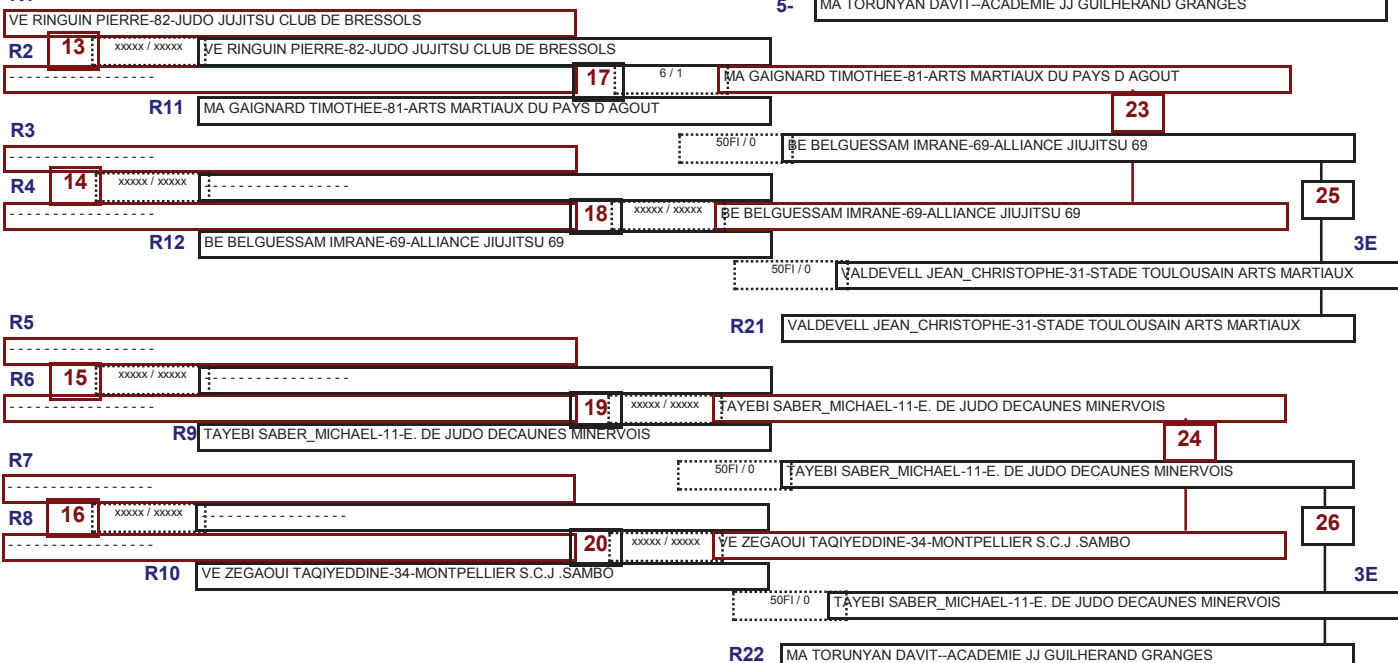 5- MA TORUNYAN DAVIT--ACADEMIE JJ GUILHERAND GRANGES
VE RINGUIN PIERRE-82-JUDO JUJITSU CLUB DE BRESSOLS
R2 13 xxxxx / xxxxx VE RINGUIN PIERRE-82-JUDO JUJITSU CLUB DE BRESSOLS
- - - - - - - - - - - - - - - - 17 6 / 1 MA GAIGNARD TIMOTHEE-81-ARTS MARTIAUX DU PAYS D AGOUT
R11 MA GAIGNARD TIMOTHEE-81-ARTS MARTIAUX DU PAYS D AGOUT 23
R3
50FI / 0 BE BELGUESSAM IMRANE-69-ALLIANCE JIUJITSU 69
- - - - - - - - - - - - - - - -
R4 14 xxxxx / xxxxx - - - - - - - - - - - - - - - -
25
- - - - - - - - - - - - - - - - 18 xxxxx / xxxxx BE BELGUESSAM IMRANE-69-ALLIANCE JIUJITSU 69
R12 BE BELGUESSAM IMRANE-69-ALLIANCE JIUJITSU 69 3E
50FI / 0 VALDEVELL JEAN_CHRISTOPHE-31-STADE TOULOUSAIN ARTS MARTIAUX
R5 R21 VALDEVELL JEAN_CHRISTOPHE-31-STADE TOULOUSAIN ARTS MARTIAUX
- - - - - - - - - - - - - - - -
R6 15 xxxxx / xxxxx - - - - - - - - - - - - - - - -
- - - - - - - - - - - - - - - - 19 xxxxx / xxxxx TAYEBI SABER_MICHAEL-11-E. DE JUDO DECAUNES MINERVOIS
R9 TAYEBI SABER_MICHAEL-11-E. DE JUDO DECAUNES MINERVOIS 24
R7
50FI / 0 TAYEBI SABER_MICHAEL-11-E. DE JUDO DECAUNES MINERVOIS
- - - - - - - - - - - - - - - -
R8 16 xxxxx / xxxxx - - - - - - - - - - - - - - - -
26
- - - - - - - - - - - - - - - - 20 xxxxx / xxxxx VE ZEGAOUI TAQIYEDDINE-34-MONTPELLIER S.C.J .SAMBO
R10 VE ZEGAOUI TAQIYEDDINE-34-MONTPELLIER S.C.J .SAMBO 3E
50FI / 0 TAYEBI SABER_MICHAEL-11-E. DE JUDO DECAUNES MINERVOIS
R22 MA TORUNYAN DAVIT--ACADEMIE JJ GUILHERAND GRANGES